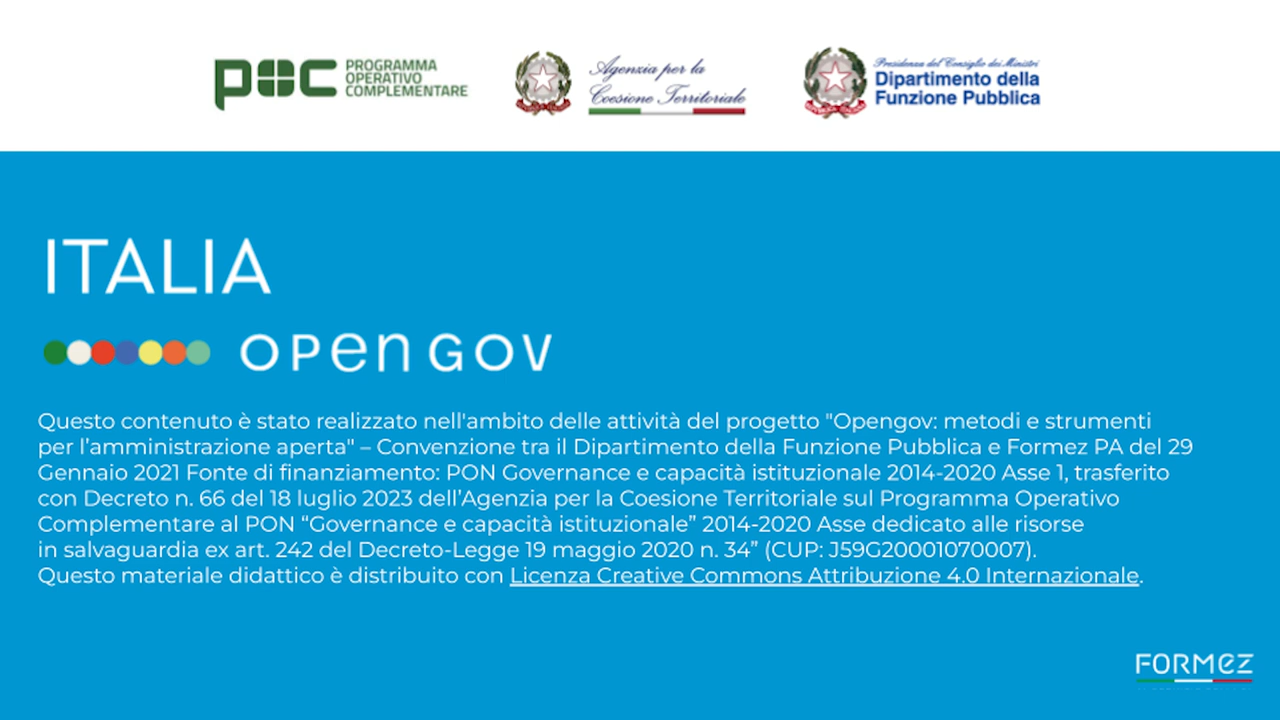 POC PROGRAMMA
OPERATIVO
COMPLEMENTARE
Agenzia per la
Coesione Territoriale
Presidenza del Consiglio dei Ministri
Dipartimento della
Funzione Pubblica
ITALIA
OPEN GOV
Questo contenuto è stato realizzato nell'ambito delle attività del progetto "Opengov: metodi e strumenti
per l’amministrazione aperta" – Convenzione tra il Dipartimento della Funzione Pubblica e Formez PA del 29
Gennaio 2021 Fonte di finanziamento: PON Governance e capacità istituzionale 2014-2020 Asse 1, trasferito
con Decreto n. 66 del 18 luglio 2023 dell’Agenzia per la Coesione Territoriale sul Programma Operativo
Complementare al PON “Governance e capacità istituzionale” 2014-2020 Asse dedicato alle risorse
in salvaguardia ex art. 242 del Decreto-Legge 19 maggio 2020 n. 34” (CUP: J59G20001070007).
Questo materiale didattico è distribuito con Licenza Creative Commons Attribuzione 4.0 Internazionale.
FORMEZ